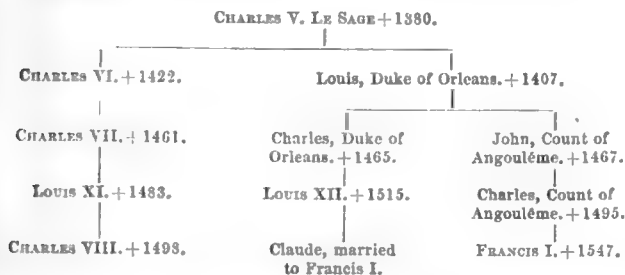 CHARLES V. LE SAGE+1380.
CHARLES VI.+1422.
Louis, Duke of Orleans.+1407.
CHARLES VII.+1461.
Charles, Duke of
Orleans.+1465.
John, Count of
Angoulême.+1467.
LOUIS XI.+1483.
LOUIS XII.+1515.
Charles, Count of
Angoulême.+1495.
CHARLES VIII.+1498.
Claude, married
to Francis I.
FRANCIS I.+1547.